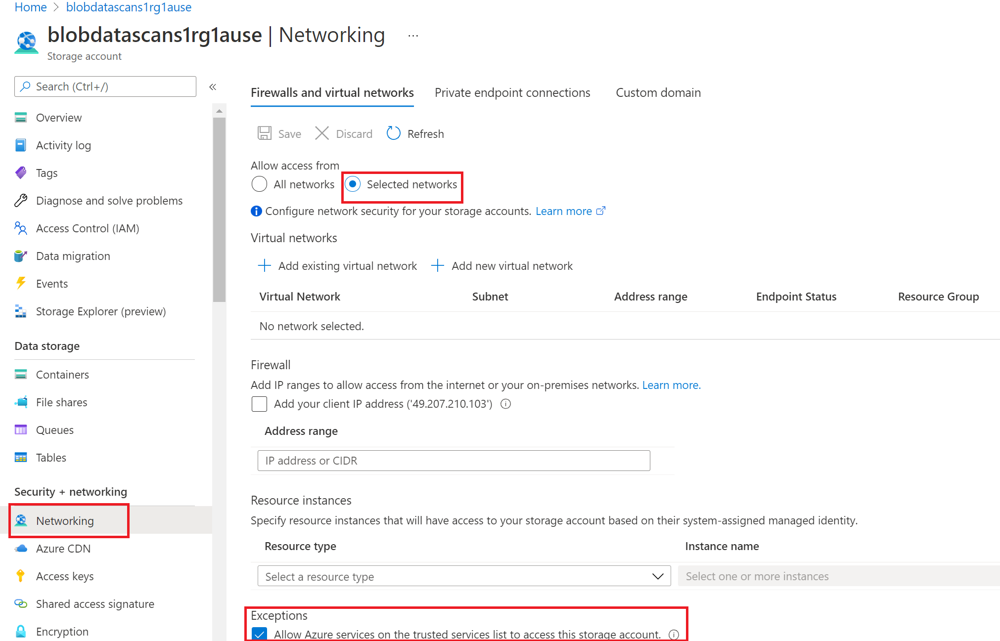 Home > blobdatascans1rg1ause
blobdatascans1rg1ause | Networking ...
Storage account
Search (Ctrl+/)
«
Overview
Activity log
Tags
Diagnose and solve problems
Access Control (IAM)
Data migration
Events
Storage Explorer (preview)
Data storage
Containers
File shares
Queues
Tables
Security + networking
Networking
Azure CDN
Access keys
Shared access signature
Encryption
Firewalls and virtual networks Private endpoint connections Custom domain
Save Discard Refresh
Allow access from
All networks Selected networks
Configure network security for your storage accounts. Learn more
Virtual networks
+ Add existing virtual network + Add new virtual network
Virtual Network Subnet Address range Endpoint Status Resource Group
No network selected.
Firewall
Add IP ranges to allow access from the internet or your on-premises networks. Learn more.
Add your client IP address ('49.207.210.103')
Address range
IP address or CIDR
Resource instances
Specify resource instances that will have access to your storage account based on their system-assigned managed identity.
Resource type Instance name
Select a resource type Select one or more instances
Exceptions
Allow Azure services on the trusted services list to access this storage account.